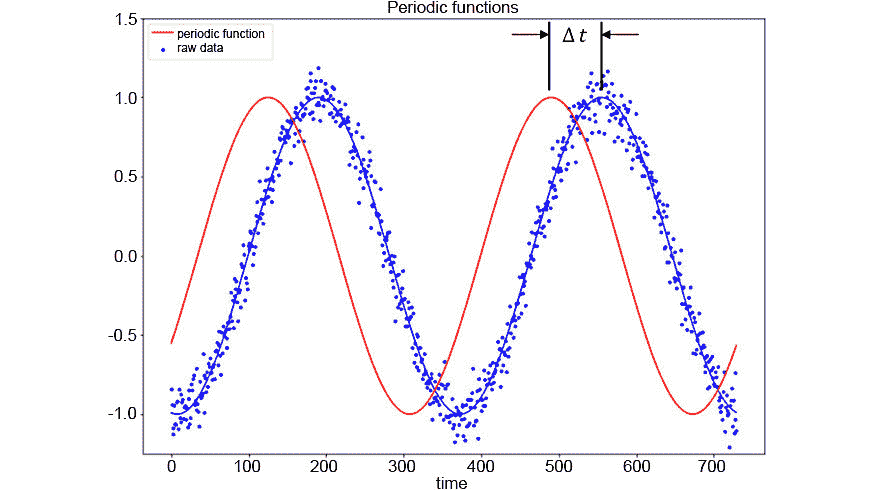 Periodic functions
1.5
periodic function
raw data
Δ t
1.0
0.5
0.0
-0.5
-1.0
0 100 200 300 400 500 600 700
time